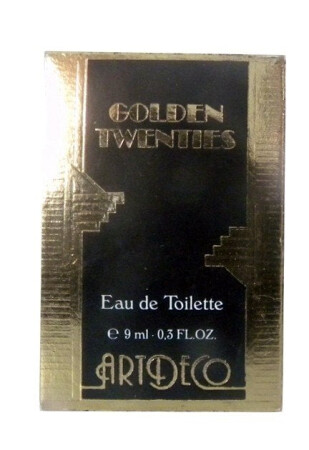 GOLDEN
TWENTIES
Eau de Toilette
℮ 9 ml · 0,3 FL.OZ.
ARTDECO